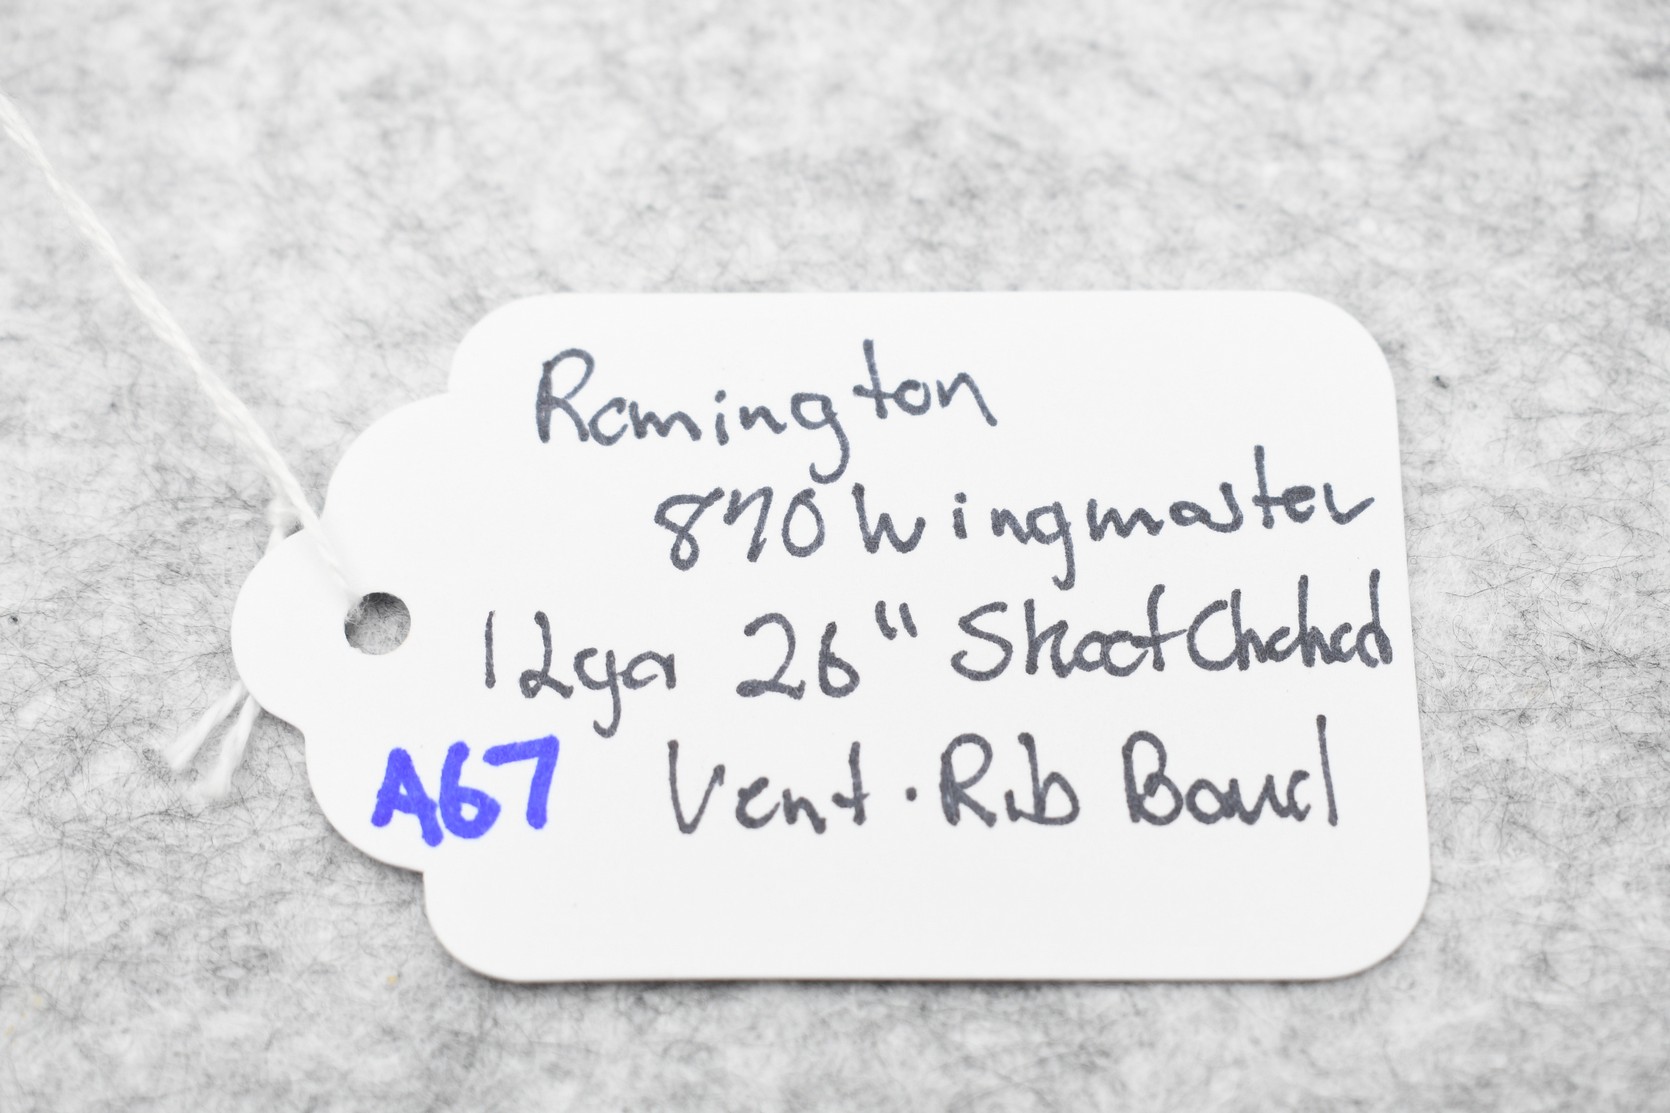 Remington
870 Wingmaster
12ga 26" Skeet Choked
A67 Vent. Rib Barrel